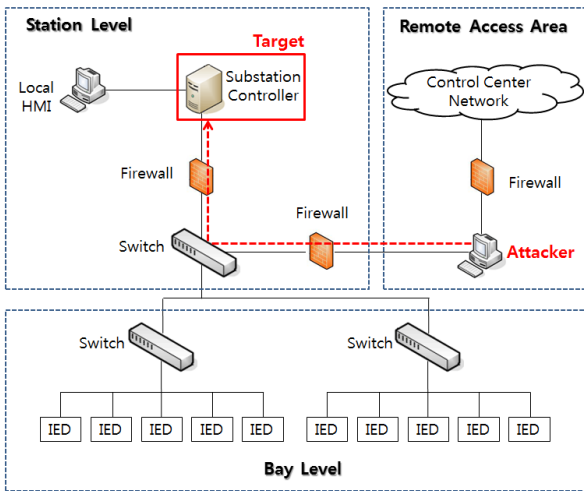 Station Level
Remote Access Area
Target
Local
HMI
Substation
Controller
Control Center
Network
Firewall
Firewall
Firewall
Switch
Attacker
Switch
Switch
IED
IED
IED
IED
IED
IED
IED
IED
IED
IED
Bay Level